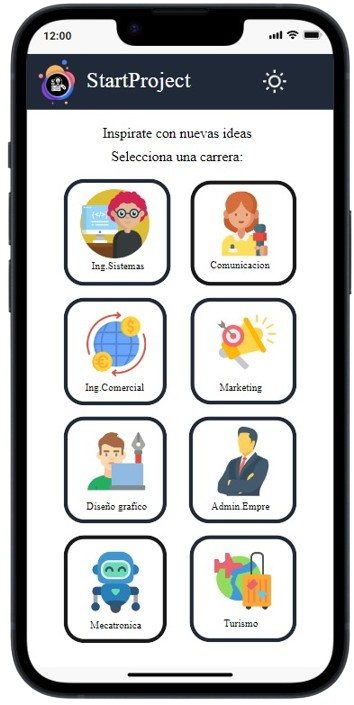 12:00
StartProject
Inspirate con nuevas ideas
Selecciona una carrera:
Ing.Sistemas
Comunicacion
Ing.Comercial
Marketing
Diseño grafico
Admin.Empre
Mecatronica
Turismo